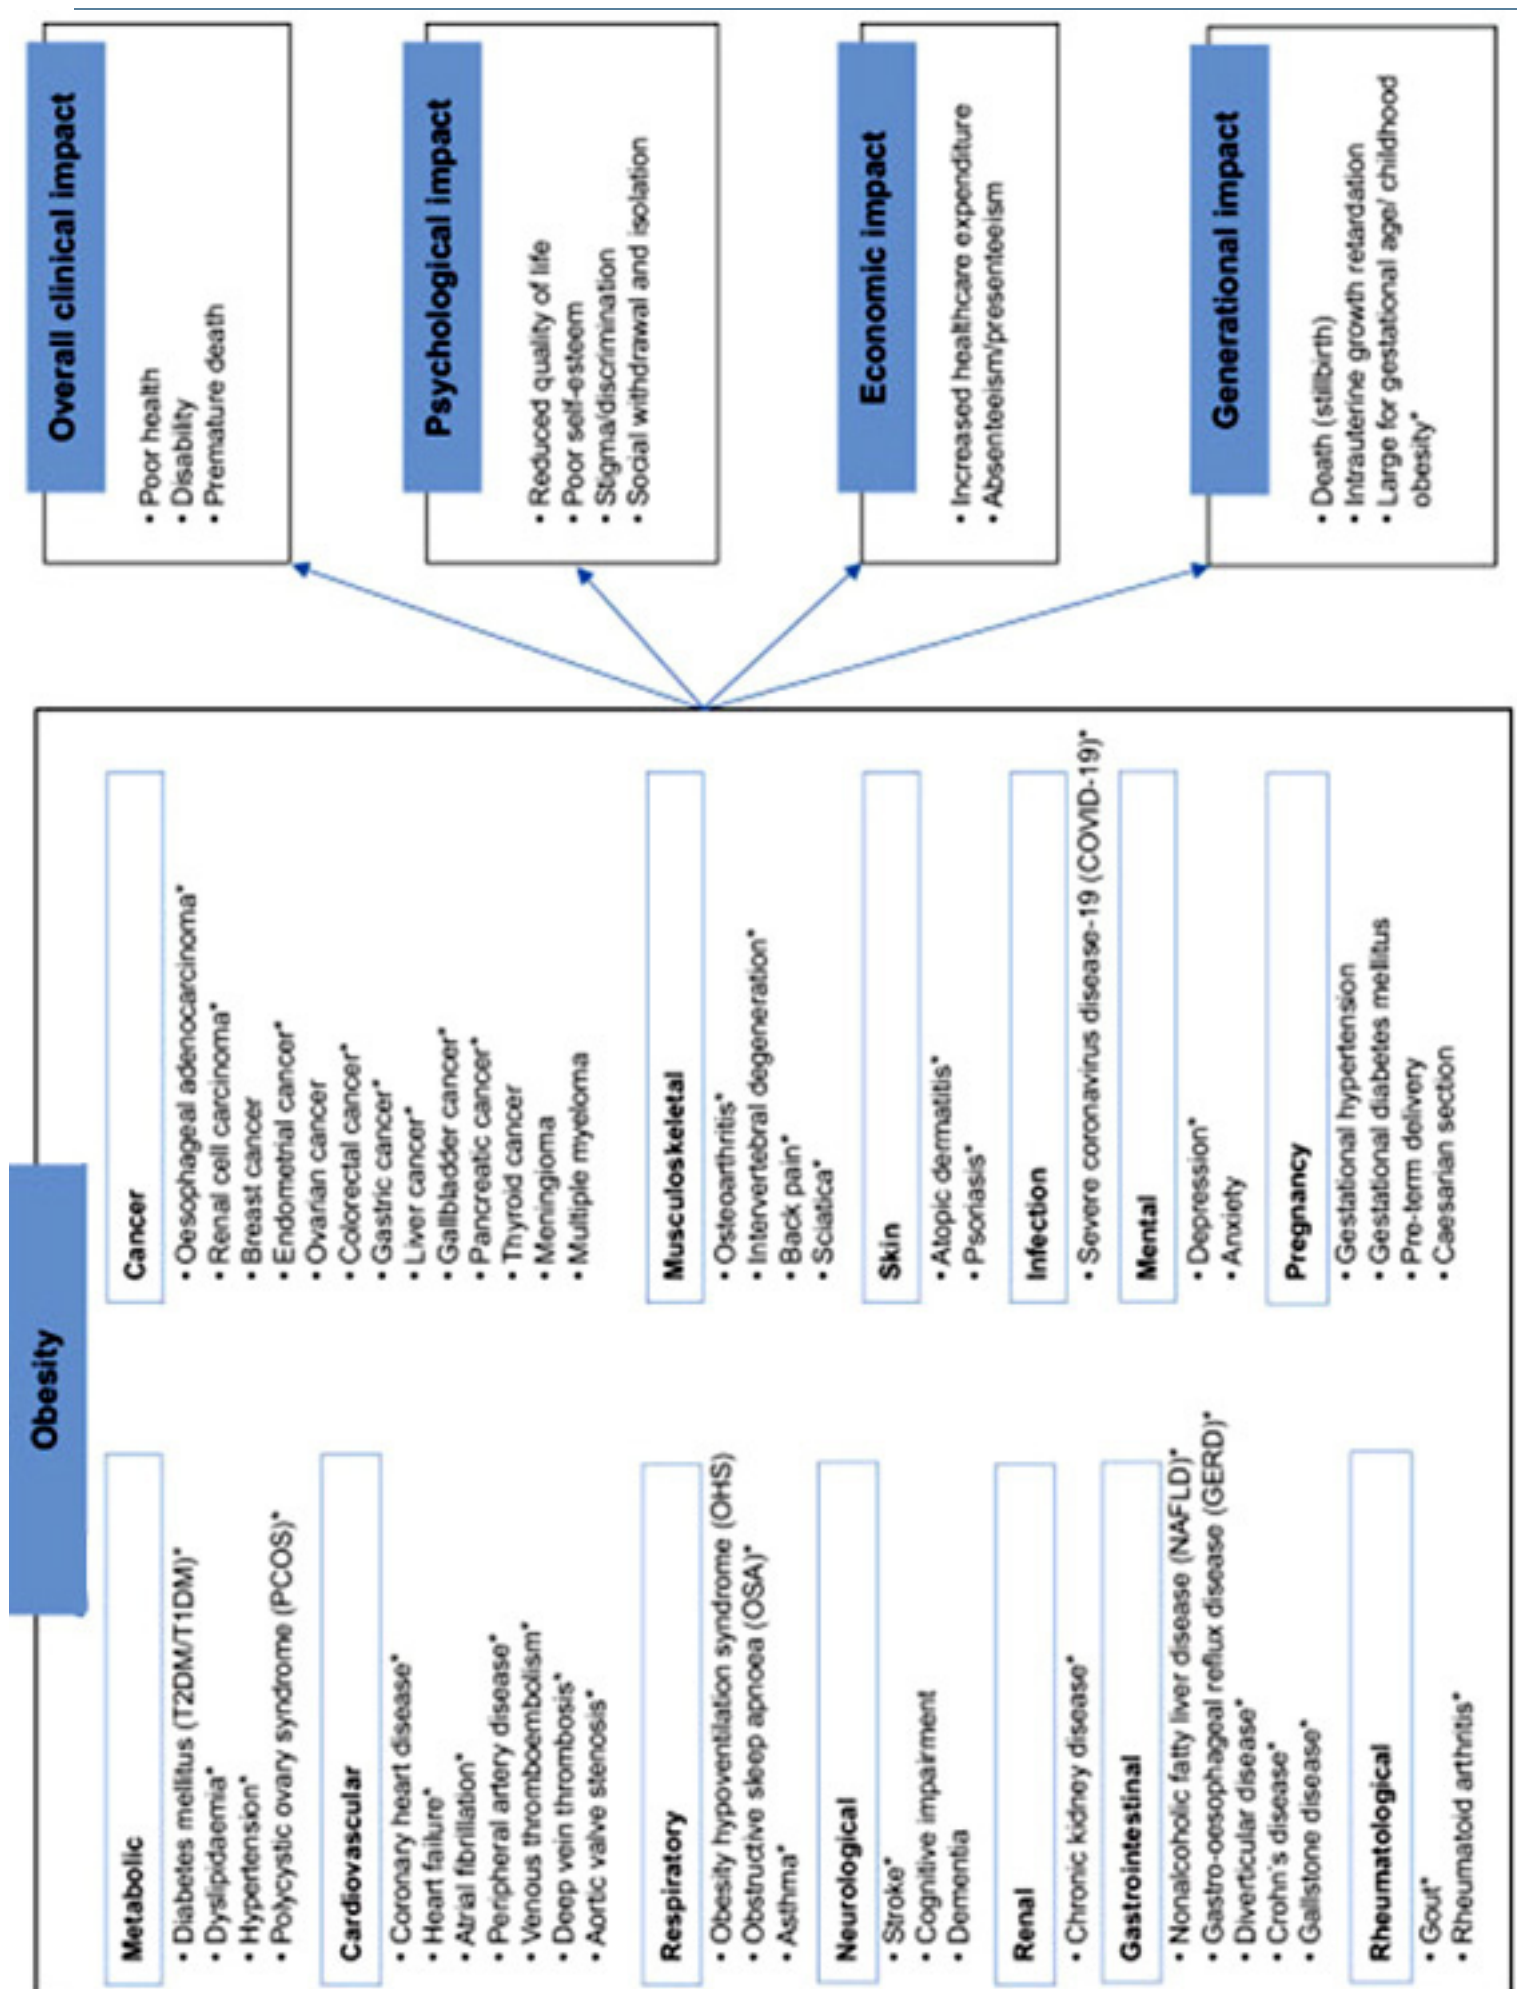 Obesity
Metabolic
• Diabetes mellitus (T2DM/T1DM)*
• Dyslipidaemia*
• Hypertension*
• Polycystic ovary syndrome (PCOS)*
Cardiovascular
• Coronary heart disease*
• Heart failure*
• Atrial fibrillation*
• Peripheral artery disease*
• Venous thromboembolism*
• Deep vein thrombosis*
• Aortic valve stenosis*
Respiratory
• Obesity hypoventilation syndrome (OHS)
• Obstructive sleep apnoea (OSA)*
• Asthma*
Neurological
• Stroke*
• Cognitive impairment
• Dementia
Renal
• Chronic kidney disease*
Gastrointestinal
• Nonalcoholic fatty liver disease (NAFLD)*
• Gastro-oesophageal reflux disease (GERD)*
• Diverticular disease*
• Crohn's disease*
• Gallstone disease*
Rheumatological
• Gout*
• Rheumatoid arthritis*
Cancer
• Oesophageal adenocarcinoma*
• Renal cell carcinoma*
• Breast cancer
• Endometrial cancer*
• Ovarian cancer
• Colorectal cancer*
• Gastric cancer*
• Liver cancer*
• Gallbladder cancer*
• Pancreatic cancer*
• Thyroid cancer
• Meningioma
• Multiple myeloma
Musculoskeletal
• Osteoarthritis*
• Intervertebral degeneration*
• Back pain*
• Sciatica*
Skin
• Atopic dermatitis*
• Psoriasis*
Infection
• Severe coronavirus disease-19 (COVID-19)*
Mental
• Depression*
• Anxiety
Pregnancy
• Gestational hypertension
• Gestational diabetes mellitus
• Pre-term delivery
• Caesarian section
Overall clinical impact
• Poor health
• Disability
• Premature death
Psychological impact
• Reduced quality of life
• Poor self-esteem
• Stigma/discrimination
• Social withdrawal and isolation
Economic impact
• Increased healthcare expenditure
• Absenteeism/presenteeism
Generational impact
• Death (stillbirth)
• Intrauterine growth retardation
• Large for gestational age/ childhood
obesity*